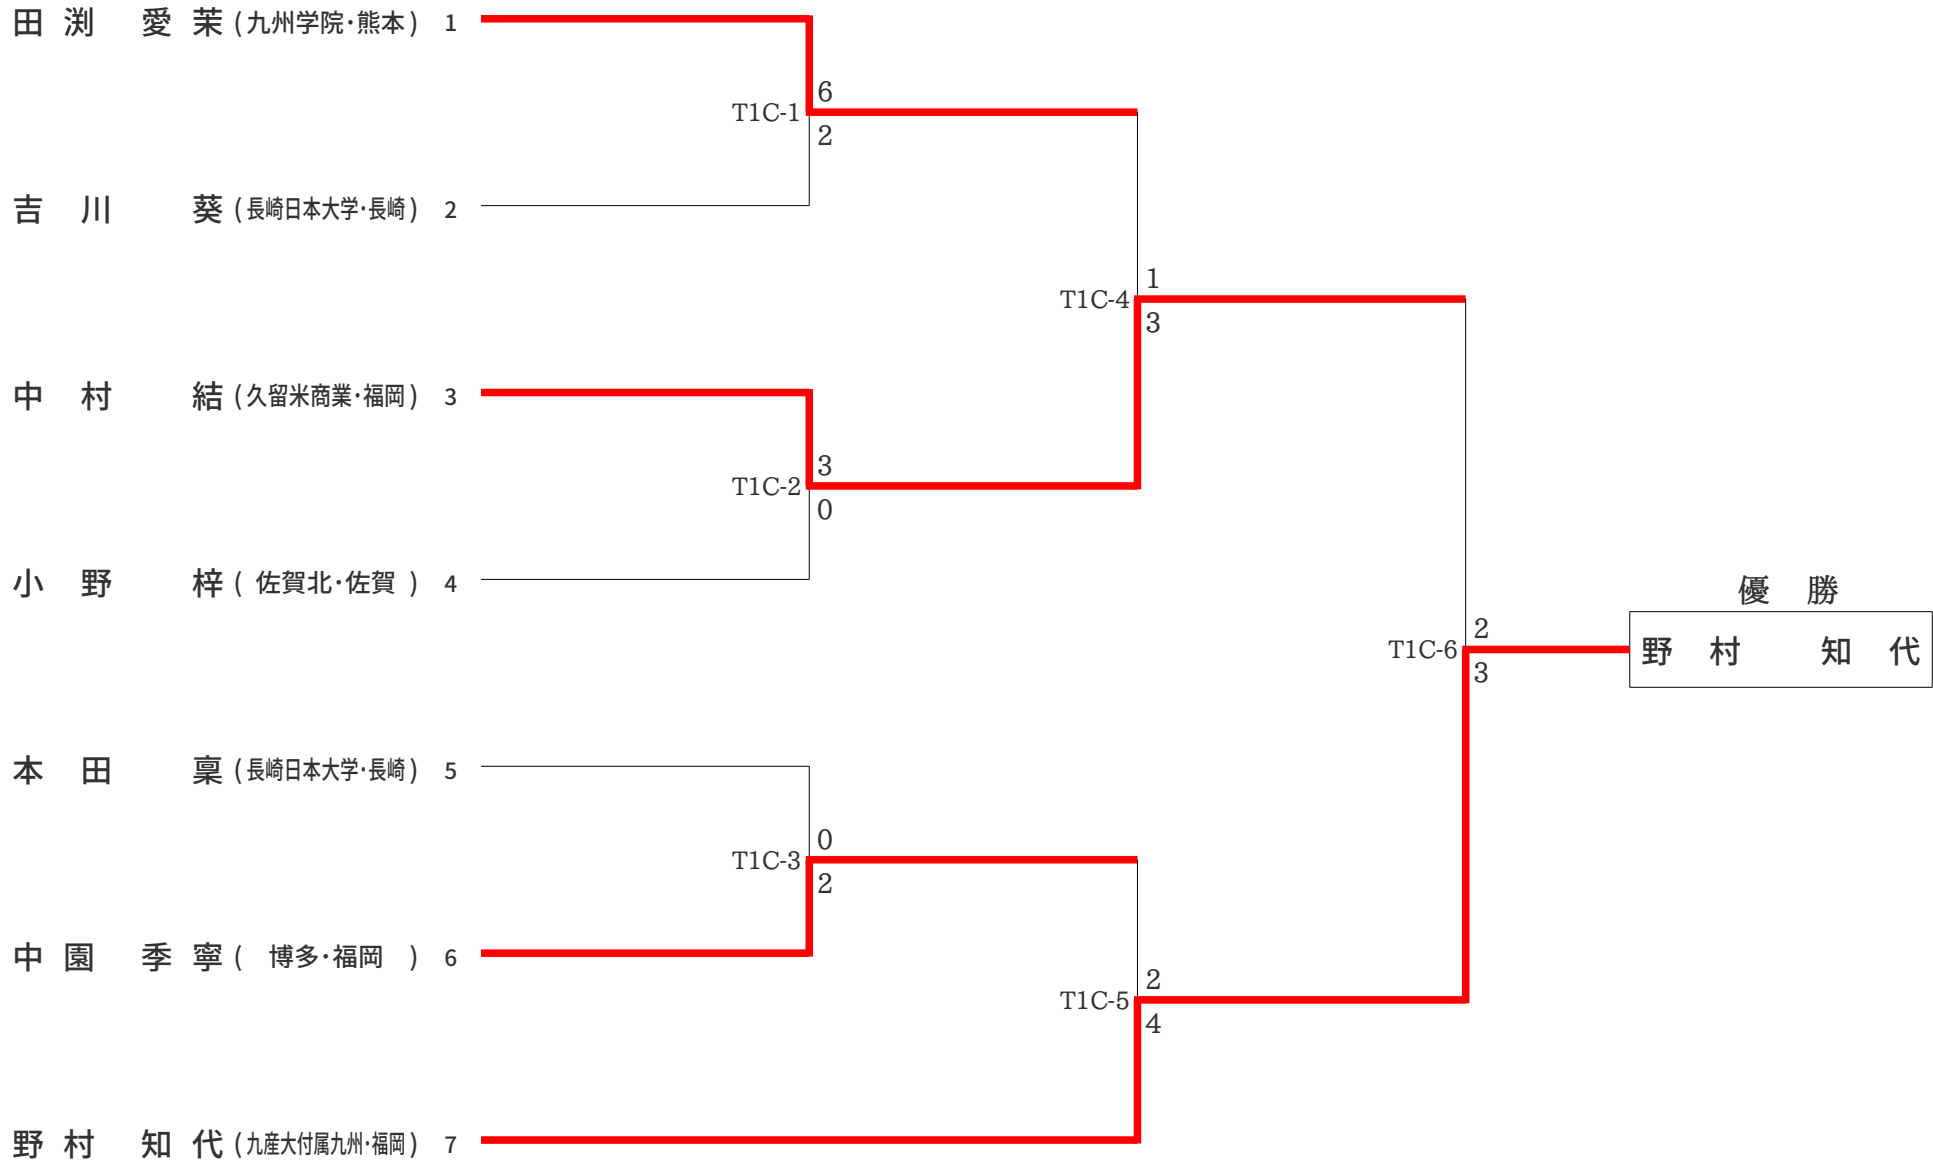 田渕 愛茉 (九州学院・熊本) 1
6
T1C-1
2
吉川 葵 (長崎日本大学・長崎) 2
1
T1C-4
3
中村 結 (久留米商業・福岡) 3
3
T1C-2
0
小野 梓 (佐賀北・佐賀) 4
優勝
2
T1C-6
野村 知代
3
本田 稟 (長崎日本大学・長崎) 5
0
T1C-3
2
中園 季寧 (博多・福岡) 6
2
T1C-5
4
野村 知代 (九産大付属九州・福岡) 7